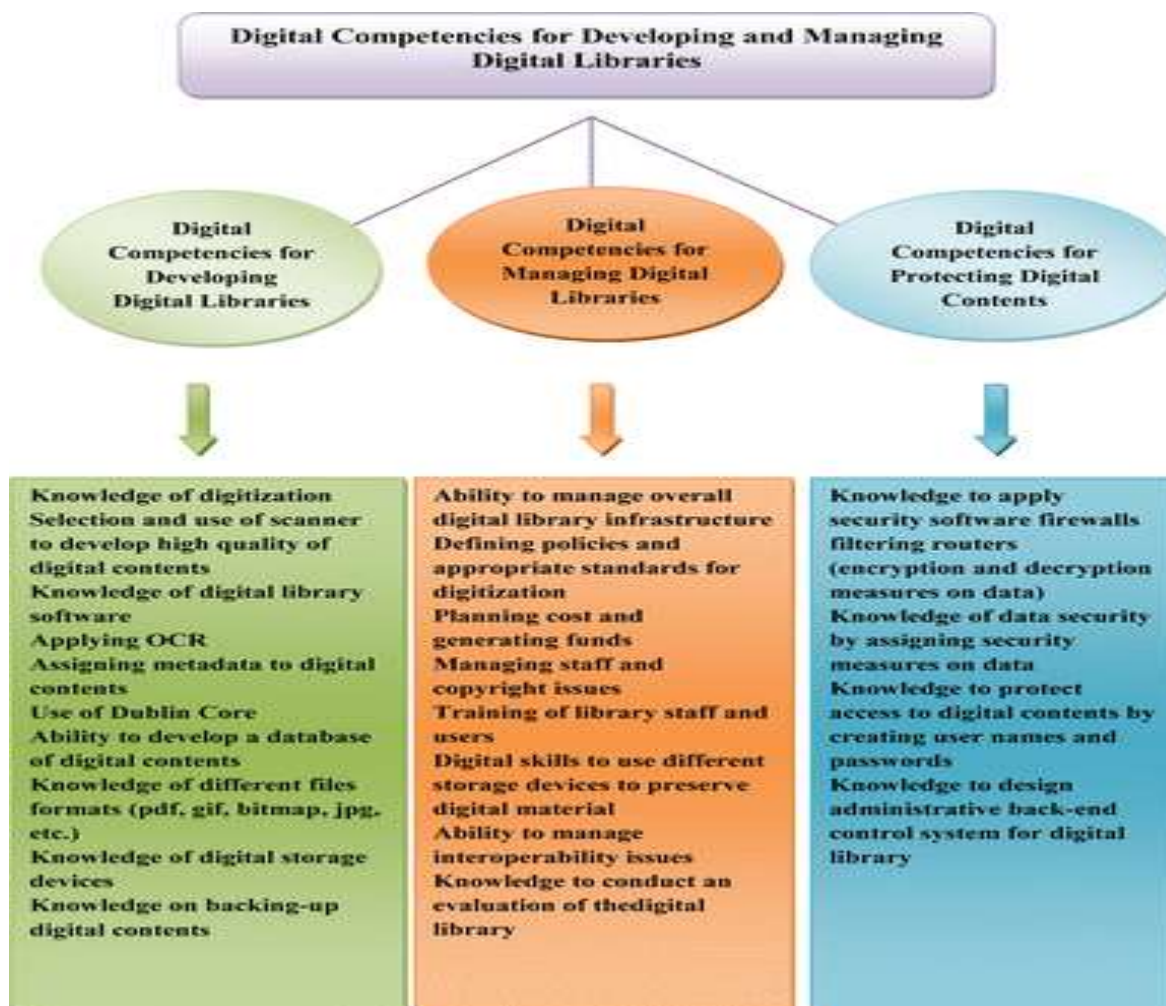 Digital Competencies for Developing and Managing
Digital Libraries
Digital
Competencies for
Developing
Digital Libraries
Digital
Competencies for
Managing Digital
Libraries
Digital
Competencies for
Protecting Digital
Contents
Knowledge of digitization
Selection and use of scanner
to develop high quality of
digital contents
Knowledge of digital library
software
Applying OCR
Assigning metadata to digital
contents
Use of Dublin Core
Ability to develop a database
of digital contents
Knowledge of different files
formats (pdf, gif, bitmap, jpg,
etc.)
Knowledge of digital storage
devices
Knowledge on backing-up
digital contents
Ability to manage overall
digital library infrastructure
Defining policies and
appropriate standards for
digitization
Planning cost and
generating funds
Managing staff and
copyright issues
Training of library staff and
users
Digital skills to use different
storage devices to preserve
digital material
Ability to manage
interoperability issues
Knowledge to conduct an
evaluation of thedigital
library
Knowledge to apply
security software firewalls
filtering routers
(encryption and decryption
measures on data)
Knowledge of data security
by assigning security
measures on data
Knowledge to protect
access to digital contents by
creating user names and
passwords
Knowledge to design
administrative back-end
control system for digital
library